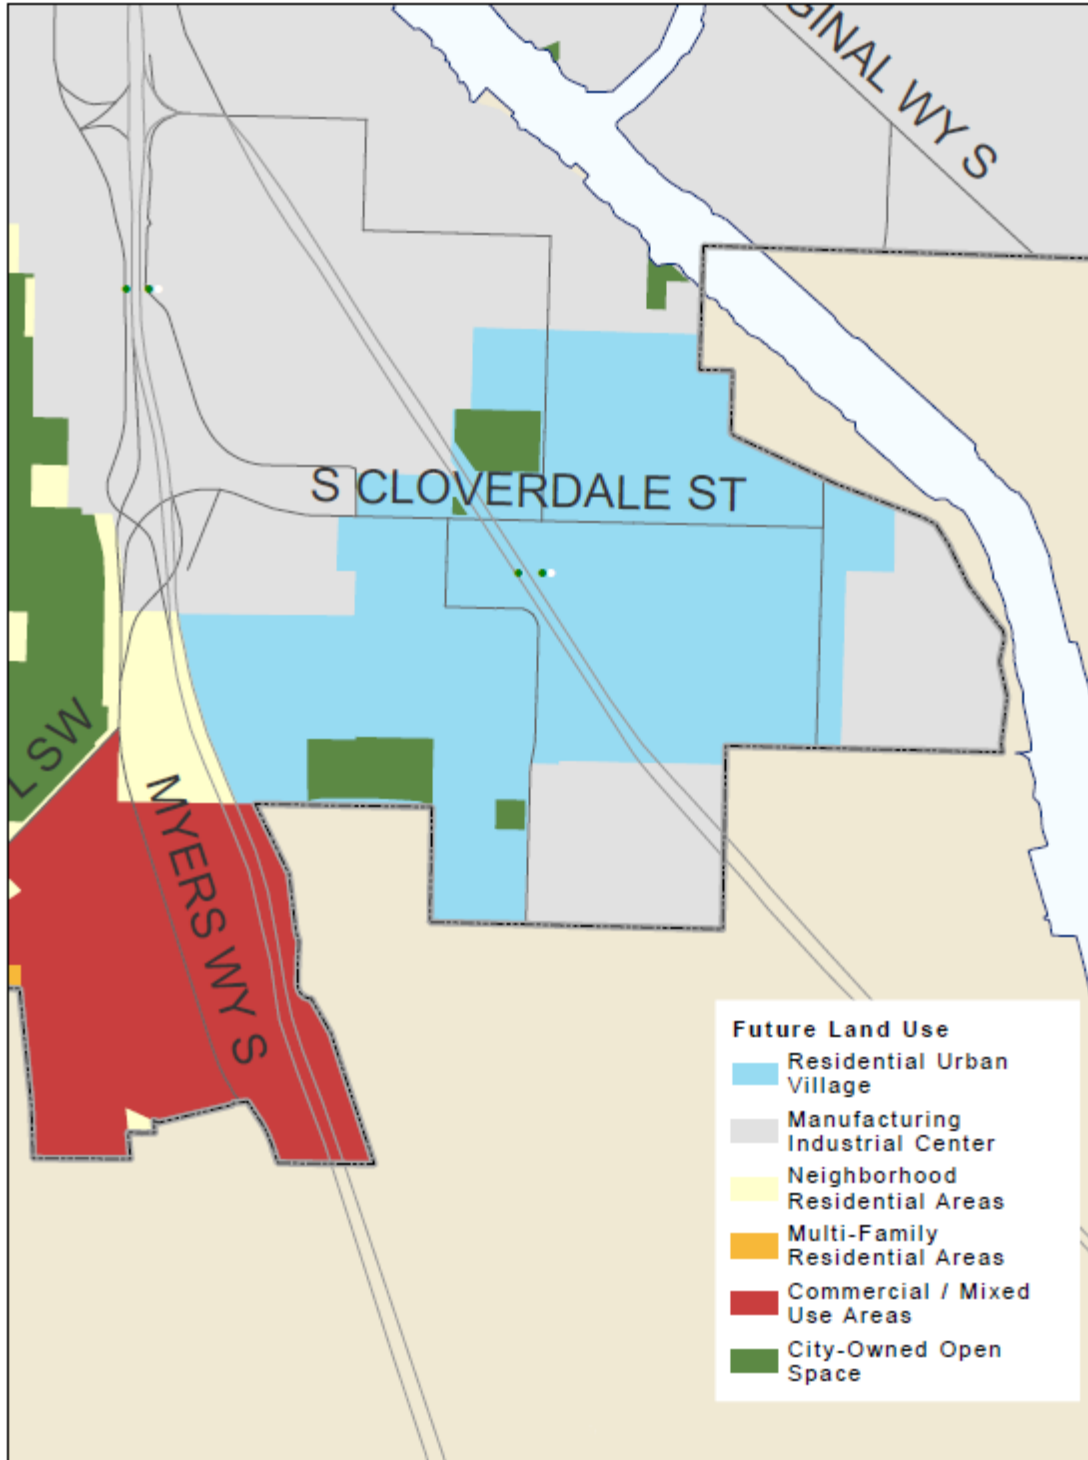 GINAL WY S
S CLOVERDALE ST
L SW
MYERS WY S
Future Land Use
Residential Urban
Village
Manufacturing
Industrial Center
Neighborhood
Residential Areas
Multi-Family
Residential Areas
Commercial / Mixed
Use Areas
City-Owned Open
Space